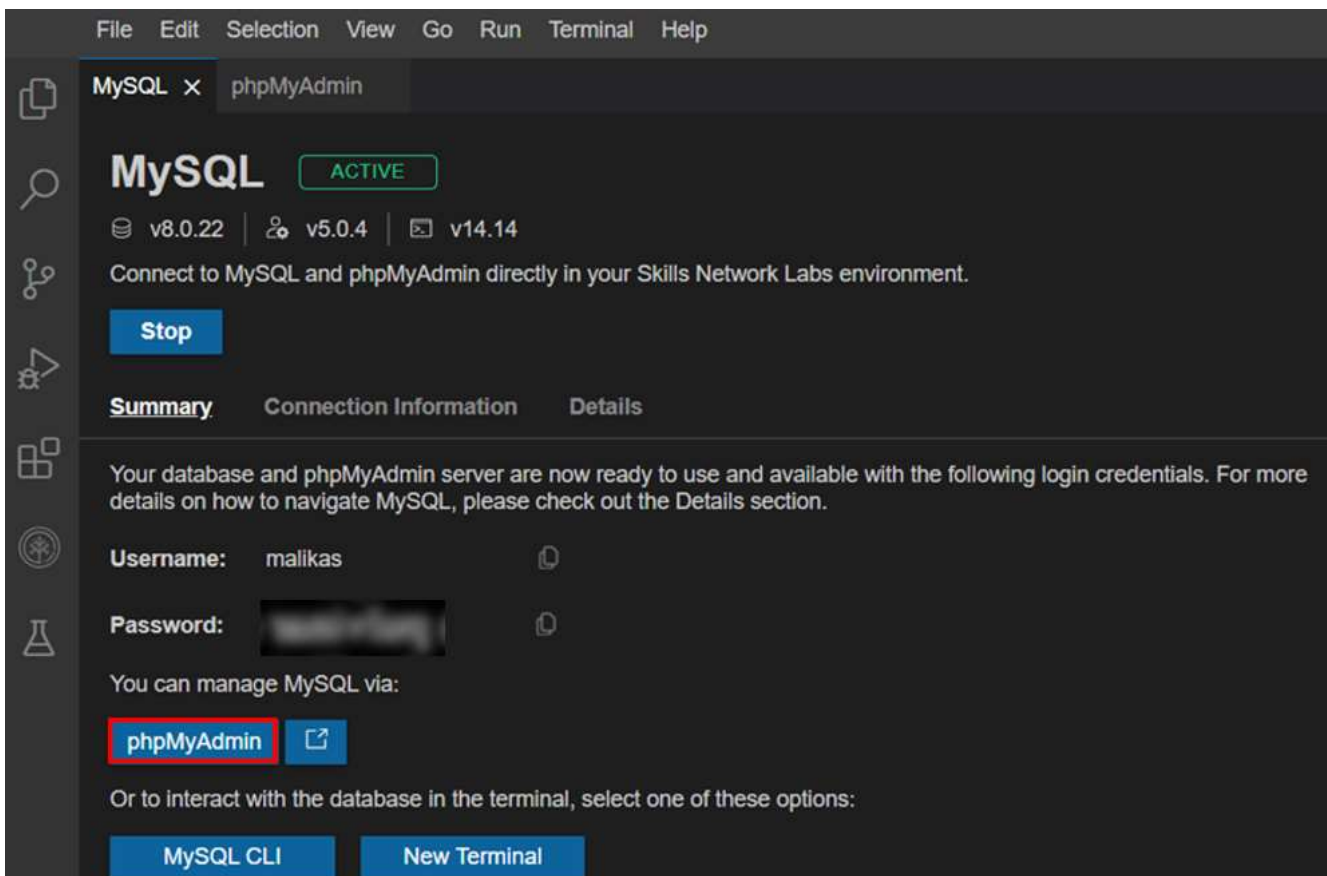 File Edit Selection View Go Run Terminal Help
MySQL phpMyAdmin
MySQL ACTIVE
v8.0.22 v5.0.4 v14.14
Connect to MySQL and phpMyAdmin directly in your Skills Network Labs environment.
Stop
Summary Connection Information Details
Your database and phpMyAdmin server are now ready to use and available with the following login credentials. For more
details on how to navigate MySQL, please check out the Details section.
Username: malikas
Password:
You can manage MySQL via:
phpMyAdmin
Or to interact with the database in the terminal, select one of these options:
MySQL CLI New Terminal